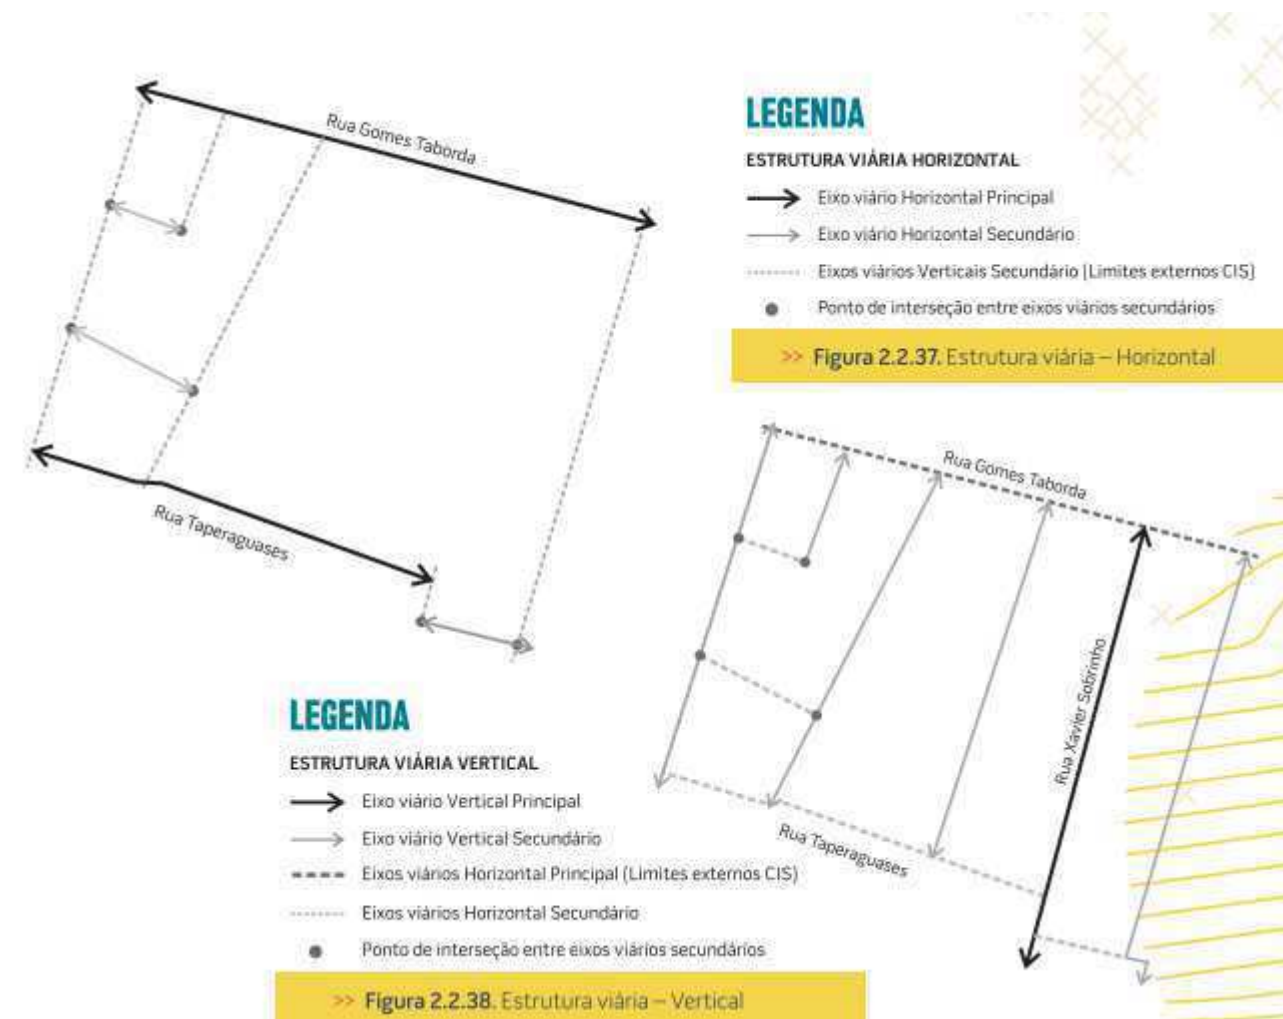 Rua Gomes Taborda
Rua Taperaguases
LEGENDA
ESTRUTURA VIÁRIA HORIZONTAL
Eixo viário Horizontal Principal
Eixo viário Horizontal Secundário
Eixos viários Verticais Secundário (Limites externos CIS)
Ponto de interseção entre eixos viários secundários
>> Figura 2.2.37. Estrutura viária – Horizontal
Rua Gomes Taborda
Rua Xavier Sobrinho
Rua Taperaguases
LEGENDA
ESTRUTURA VIÁRIA VERTICAL
Eixo viário Vertical Principal
Eixo viário Vertical Secundário
Eixos viários Horizontal Principal (Limites externos CIS)
Eixos viários Horizontal Secundário
Ponto de interseção entre eixos viários secundários
>> Figura 2.2.38. Estrutura viária – Vertical